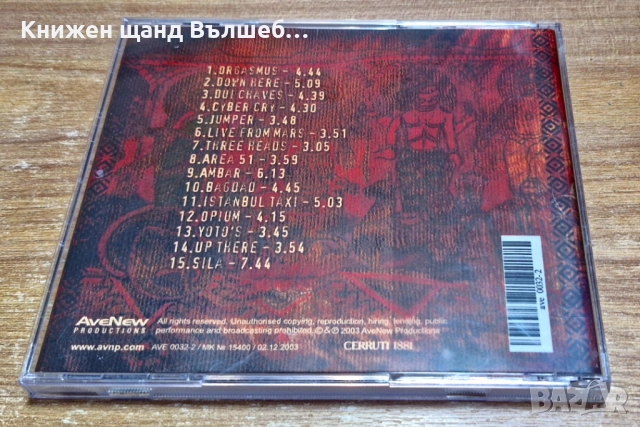 Книжен щанд Вълшеб...
1.ORGASMUS - 4.44
2.DOWN HERE - 5.09
3.DUI CHAVES - 4.39
4.CYBER CRY - 4.30
5.JUMPER - 3.48
6.LIVE FROM MARS - 3.51
7.THREE HEADS - 3.05
8.AREA 51 - 3.59
9.AMBAR - 6.13
10.BAGDAD - 4.45
11.ISTANBUL TAXI - 5.03
12.OPIUM - 4.15
13.YOTO'S - 3.45
14.UP THERE - 3.54
15.SILA - 7.44
ave 0032-2
AveNew
PRODUCTIONS
All rights reserved. Unauthorised copying, reproduction, hiring, lending, public
performance and broadcasting prohibited. ©&℗ 2003 AveNew Productions
www.avnp.com
AVE 0032-2 / MK № 15400 / 02.12.2003
CERRUTI 1881
bazar